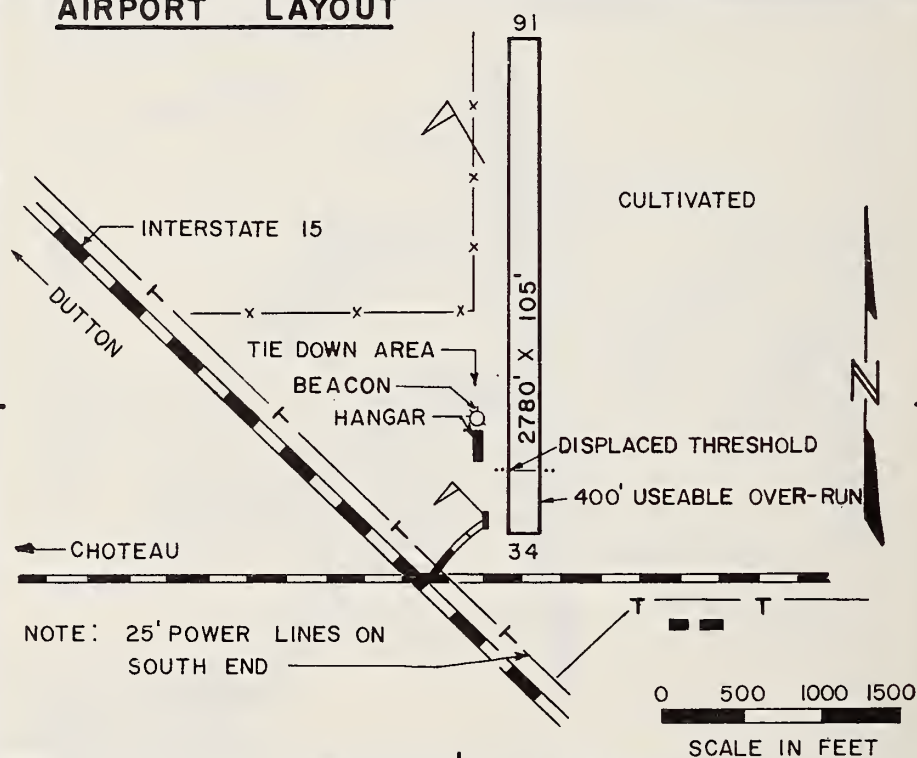 AIRPORT LAYOUT
16
CULTIVATED
INTERSTATE 15
DUTTON
2780' X 105'
TIE DOWN AREA
BEACON
HANGAR
N
DISPLACED THRESHOLD
400' USEABLE OVER-RUN
34
CHOTEAU
NOTE: 25' POWER LINES ON
SOUTH END
0 500 1000 1500
SCALE IN FEET